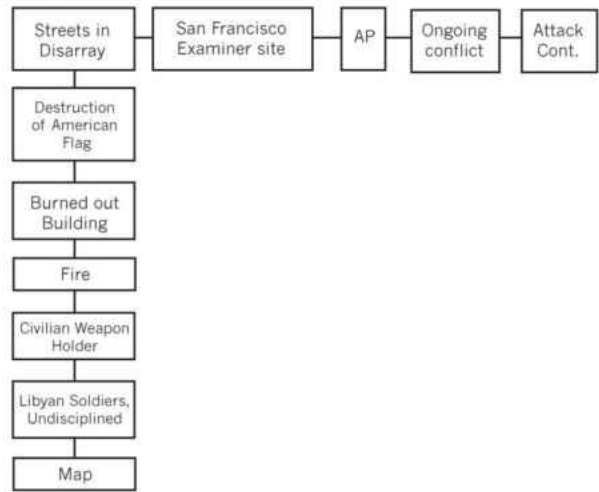 Streets in
Disarray
San Francisco
Examiner site
AP
Ongoing
conflict
Attack
Cont.
Destruction
of American
Flag
Burned out
Building
Fire
Civilian Weapon
Holder
Libyan Soldiers,
Undisciplined
Map